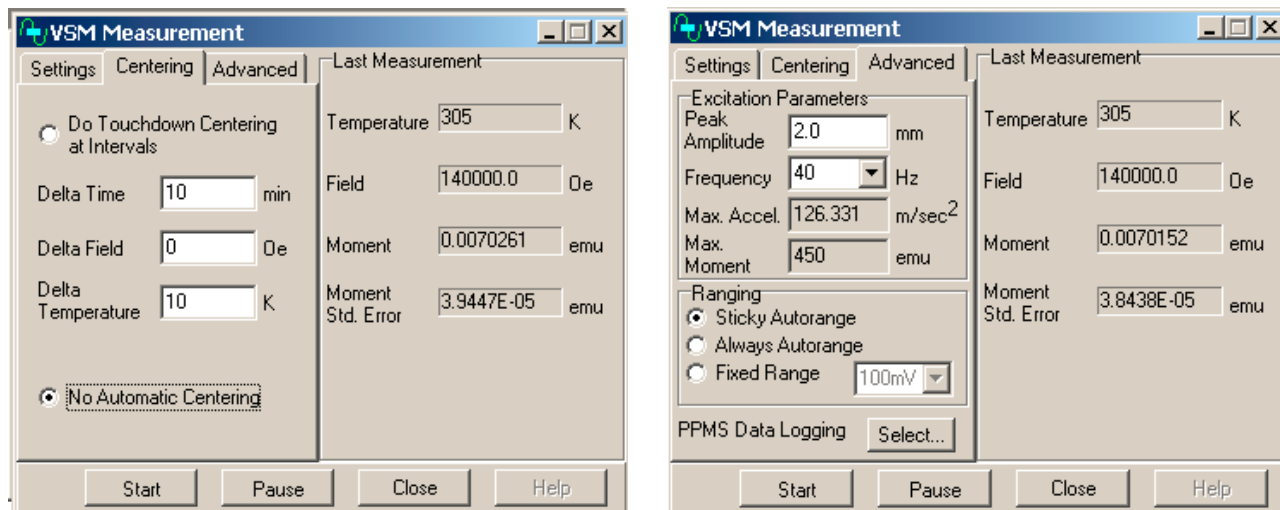 VSM Measurement
Settings Centering Advanced
Do Touchdown Centering
at Intervals
Delta Time 10 min
Delta Field 0 Oe
Delta
Temperature 10 K
No Automatic Centering
Last Measurement
Temperature 305 K
Field 140000.0 Oe
Moment 0.0070261 emu
Moment
Std. Error 3.9447E-05 emu
Start Pause Close Help
VSM Measurement
Settings Centering Advanced
Excitation Parameters
Peak
Amplitude 2.0 mm
Frequency 40 Hz
Max. Accel. 126.331 m/sec2
Max.
Moment 450 emu
Ranging
Sticky Autorange
Always Autorange
Fixed Range 100mV
PPMS Data Logging Select...
Last Measurement
Temperature 305 K
Field 140000.0 Oe
Moment 0.0070152 emu
Moment
Std. Error 3.8438E-05 emu
Start Pause Close Help